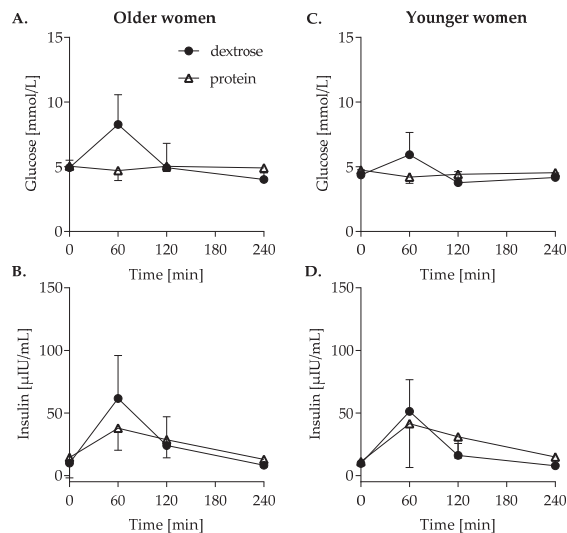 A. Older women
Glucose [mmol/L]
15
10
5
0
dextrose
protein
0 60 120 180 240
Time [min]
C. Younger women
Glucose [mmol/L]
15
10
5
0
0 60 120 180 240
Time [min]
B.
Insulin [μIU/mL]
150
100
50
0
0 60 120 180 240
Time [min]
D.
Insulin [μIU/mL]
150
100
50
0
0 60 120 180 240
Time [min]